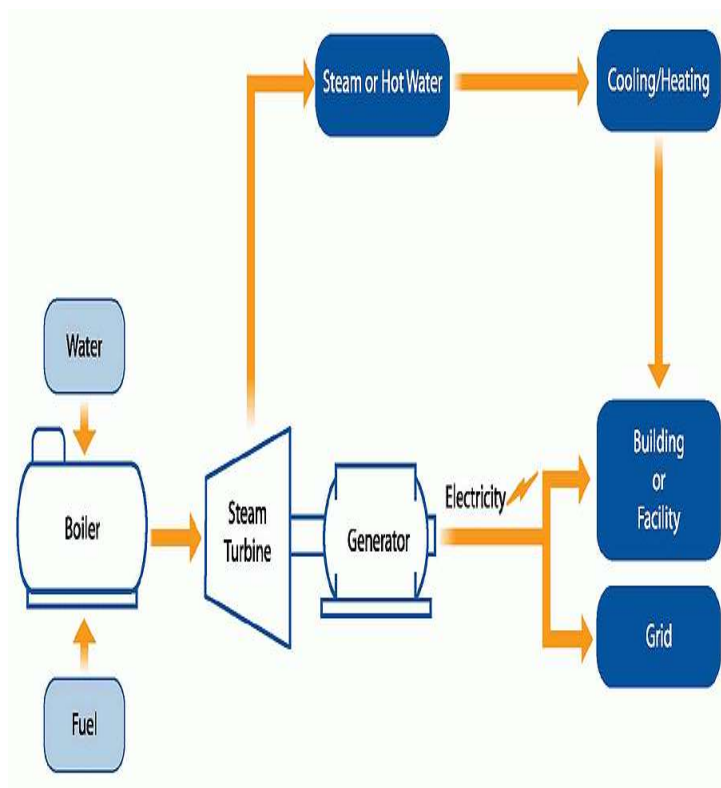 Steam or Hot Water
Cooling/Heating
Water
Boiler
Fuel
Steam
Turbine
Generator
Electricity
Building
or
Facility
Grid